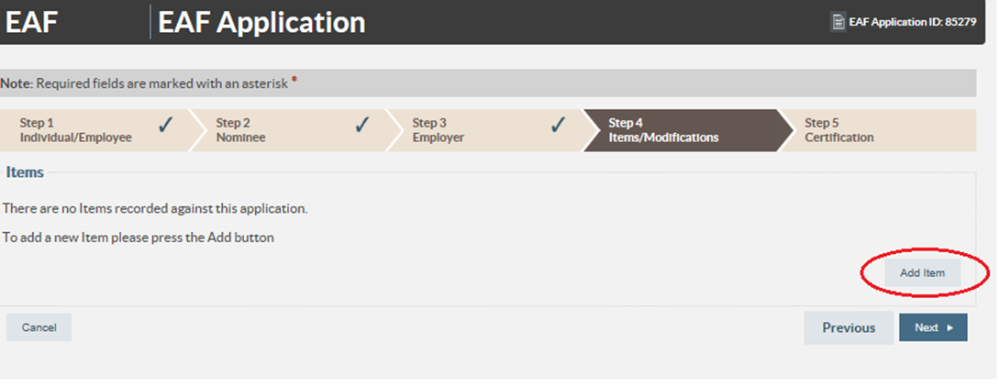 EAF
EAF Application
EAF Application ID: 85279
Note: Required fields are marked with an asterisk *
Step 1
Individual/Employee
Step 2
Nominee
Step 3
Employer
Step 4
Items/Modifications
Step 5
Certification
Items
There are no Items recorded against this application.
To add a new Item please press the Add button
Add Item
Cancel
Previous
Next